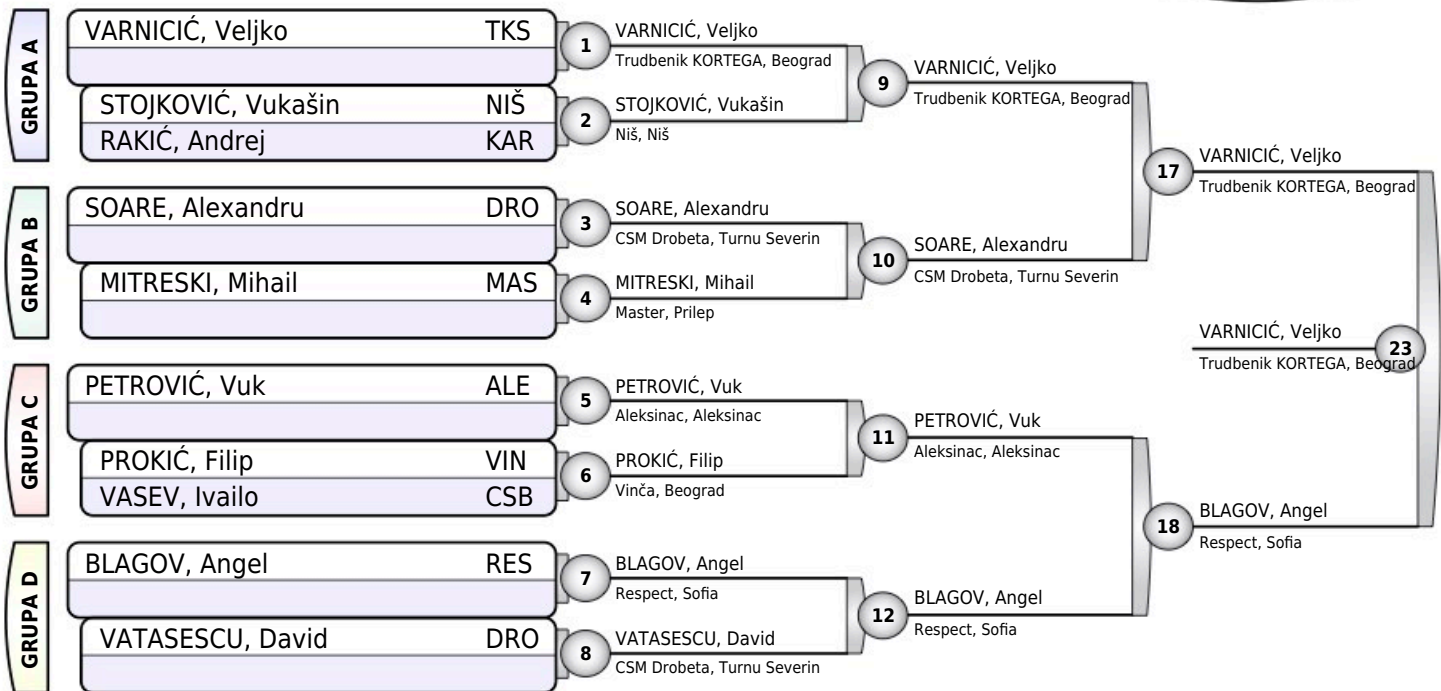 GRUPA A
VARNICIĆ, Veljko TKS
STOJKOVIĆ, Vukašin NIŠ
RAKIĆ, Andrej KAR
GRUPA B
SOARE, Alexandru DRO
MITRESKI, Mihail MAS
GRUPA C
PETROVIĆ, Vuk ALE
PROKIĆ, Filip VIN
VASEV, Ivailo CSB
GRUPA D
BLAGOV, Angel RES
VATASESCU, David DRO
1
VARNICIĆ, Veljko
Trudbenik KORTEGA, Beograd
2
STOJKOVIĆ, Vukašin
Niš, Niš
3
SOARE, Alexandru
CSM Drobeta, Turnu Severin
4
MITRESKI, Mihail
Master, Prilep
5
PETROVIĆ, Vuk
Aleksinac, Aleksinac
6
PROKIĆ, Filip
Vinča, Beograd
7
BLAGOV, Angel
Respect, Sofia
8
VATASESCU, David
CSM Drobeta, Turnu Severin
9
VARNICIĆ, Veljko
Trudbenik KORTEGA, Beograd
10
SOARE, Alexandru
CSM Drobeta, Turnu Severin
11
PETROVIĆ, Vuk
Aleksinac, Aleksinac
12
BLAGOV, Angel
Respect, Sofia
17
VARNICIĆ, Veljko
Trudbenik KORTEGA, Beograd
18
BLAGOV, Angel
Respect, Sofia
23
VARNICIĆ, Veljko
Trudbenik KORTEGA, Beograd